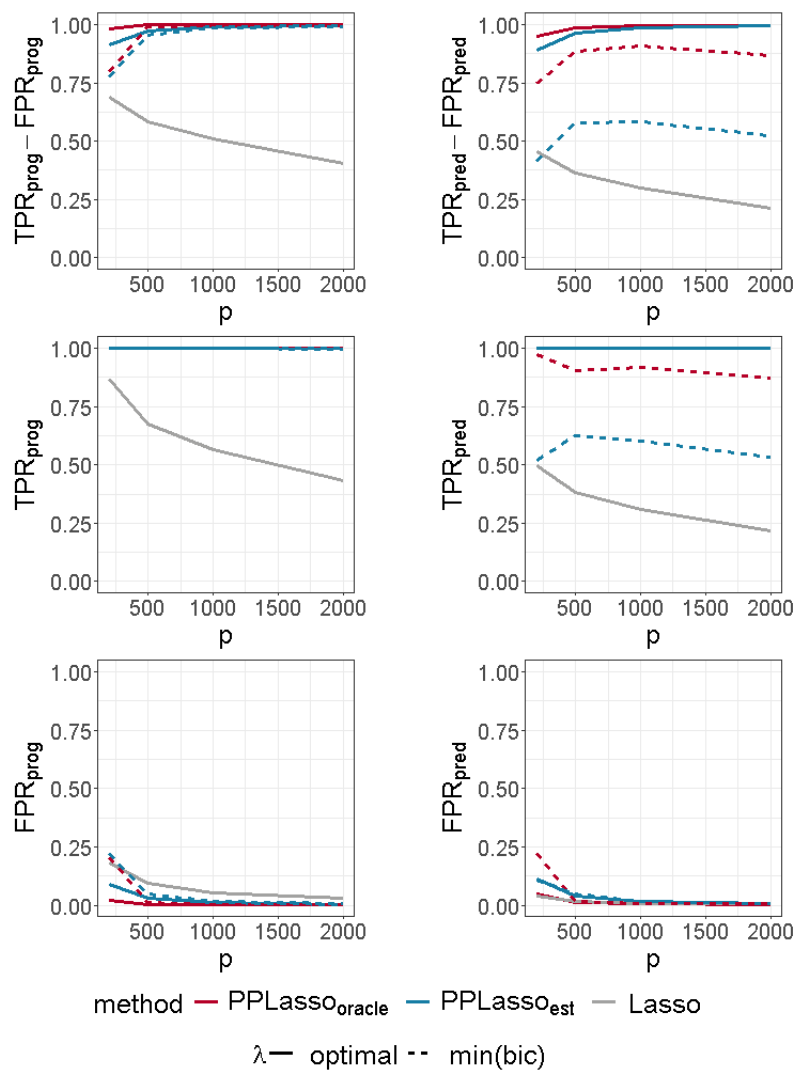 TPRprog − FPRprog
1.00
0.75
0.50
0.25
0.00
500 1000 1500 2000
p
TPRpred − FPRpred
1.00
0.75
0.50
0.25
0.00
500 1000 1500 2000
p
TPRprog
1.00
0.75
0.50
0.25
0.00
500 1000 1500 2000
p
TPRpred
1.00
0.75
0.50
0.25
0.00
500 1000 1500 2000
p
FPRprog
1.00
0.75
0.50
0.25
0.00
500 1000 1500 2000
p
FPRpred
1.00
0.75
0.50
0.25
0.00
500 1000 1500 2000
p
method PPLassooracle PPLassoest Lasso
λ optimal min(bic)